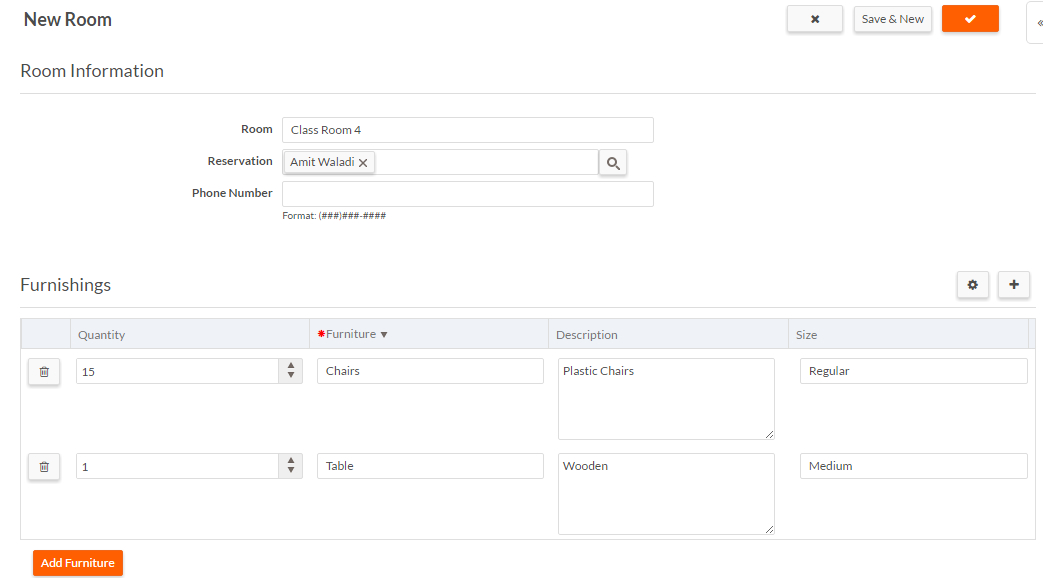 New Room
Save & New
Room Information
Room
Class Room 4
Reservation
Amit Waladi
Phone Number
Format: (###)###-####
Furnishings
Quantity *Furniture Description Size
15 Chairs Plastic Chairs Regular
1 Table Wooden Medium
Add Furniture